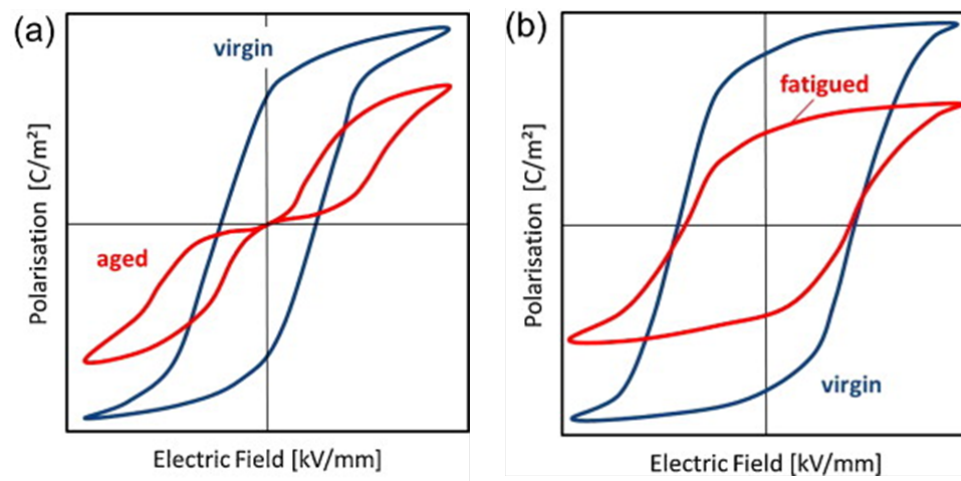 (a)
virgin
aged
Polarisation [C/m²]
Electric Field [kV/mm]
(b)
fatigued
virgin
Polarisation [C/m²]
Electric Field [kV/mm]